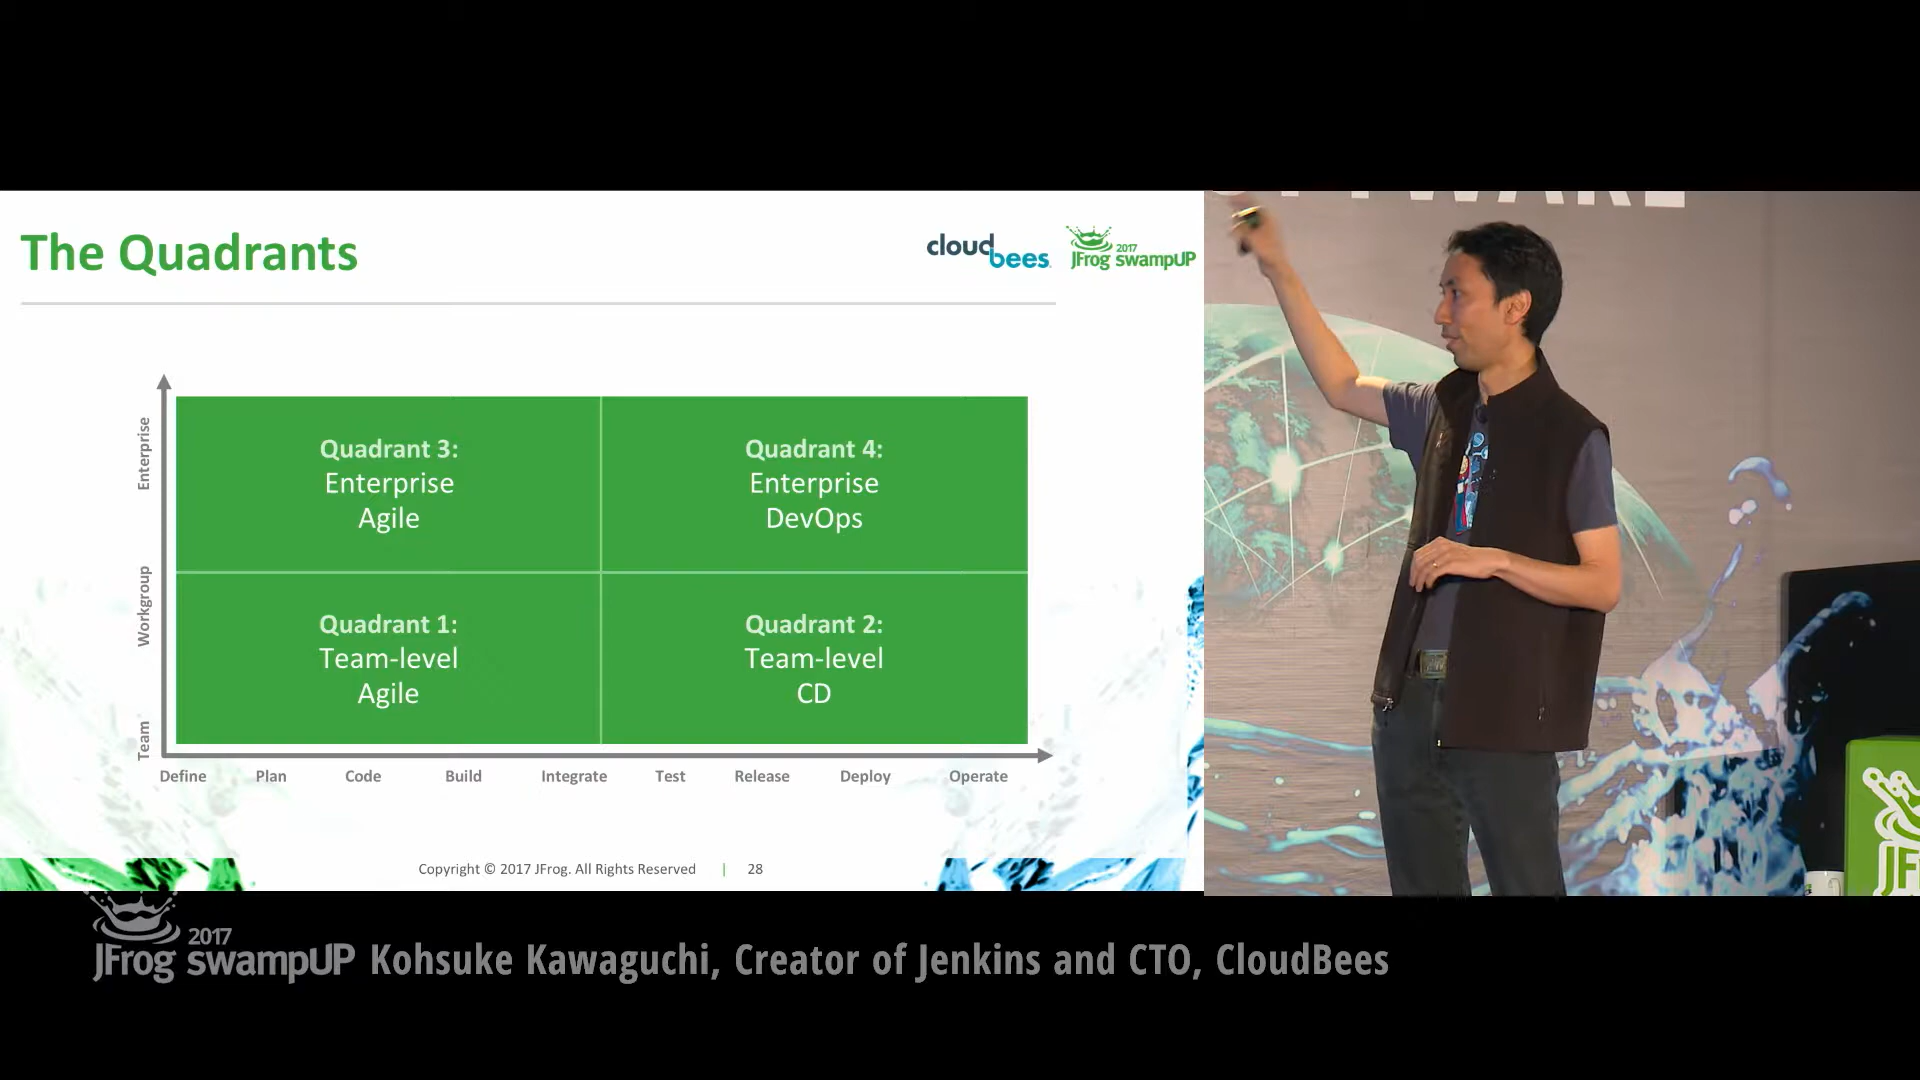 The Quadrants
cloudbees
2017
JFrog swampUP
Enterprise
Workgroup
Team
Quadrant 3:
Enterprise
Agile
Quadrant 4:
Enterprise
DevOps
Quadrant 1:
Team-level
Agile
Quadrant 2:
Team-level
CD
Define Plan Code Build Integrate Test Release Deploy Operate
Copyright © 2017 JFrog. All Rights Reserved | 28
2017
JFrog swampUP
Kohsuke Kawaguchi, Creator of Jenkins and CTO, CloudBees